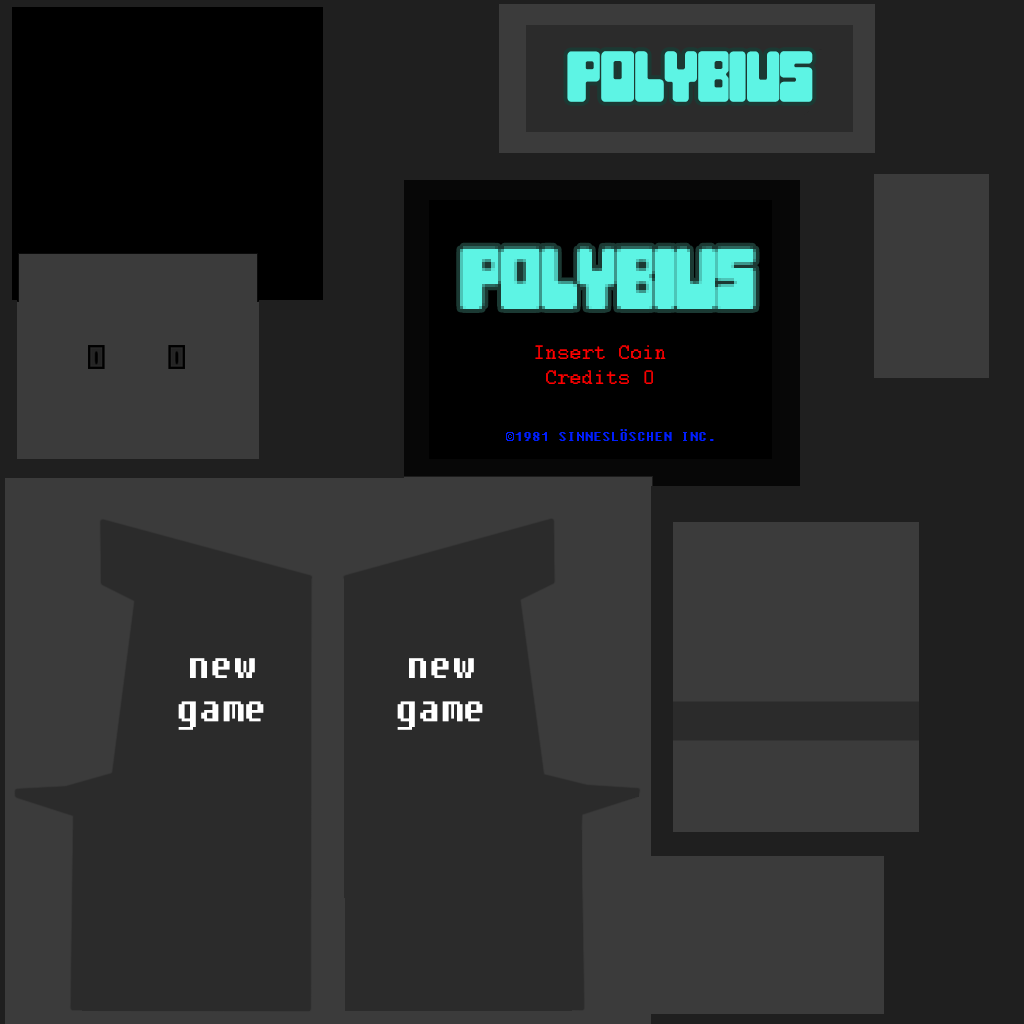 POLYBIUS
POLYBIUS
Insert Coin
Credits 0
©1981 SINNESLÖSCHEN INC.
new
game
new
game